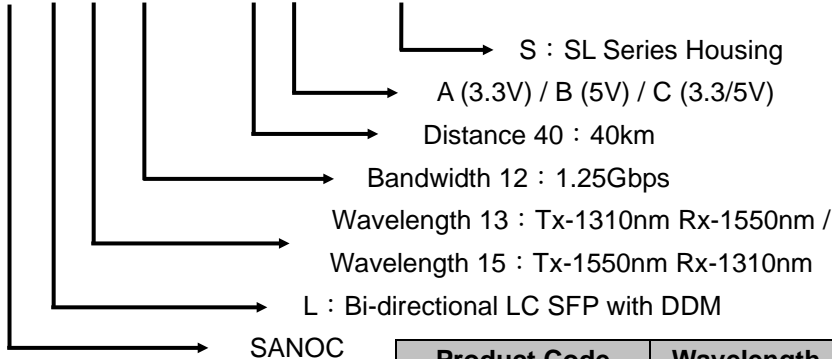 S：SL Series Housing
A (3.3V) / B (5V) / C (3.3/5V)
Distance 40：40km
Bandwidth 12：1.25Gbps
Wavelength 13：Tx-1310nm Rx-1550nm /
Wavelength 15：Tx-1550nm Rx-1310nm
L：Bi-directional LC SFP with DDM
SANOC
Product Code Wavelength